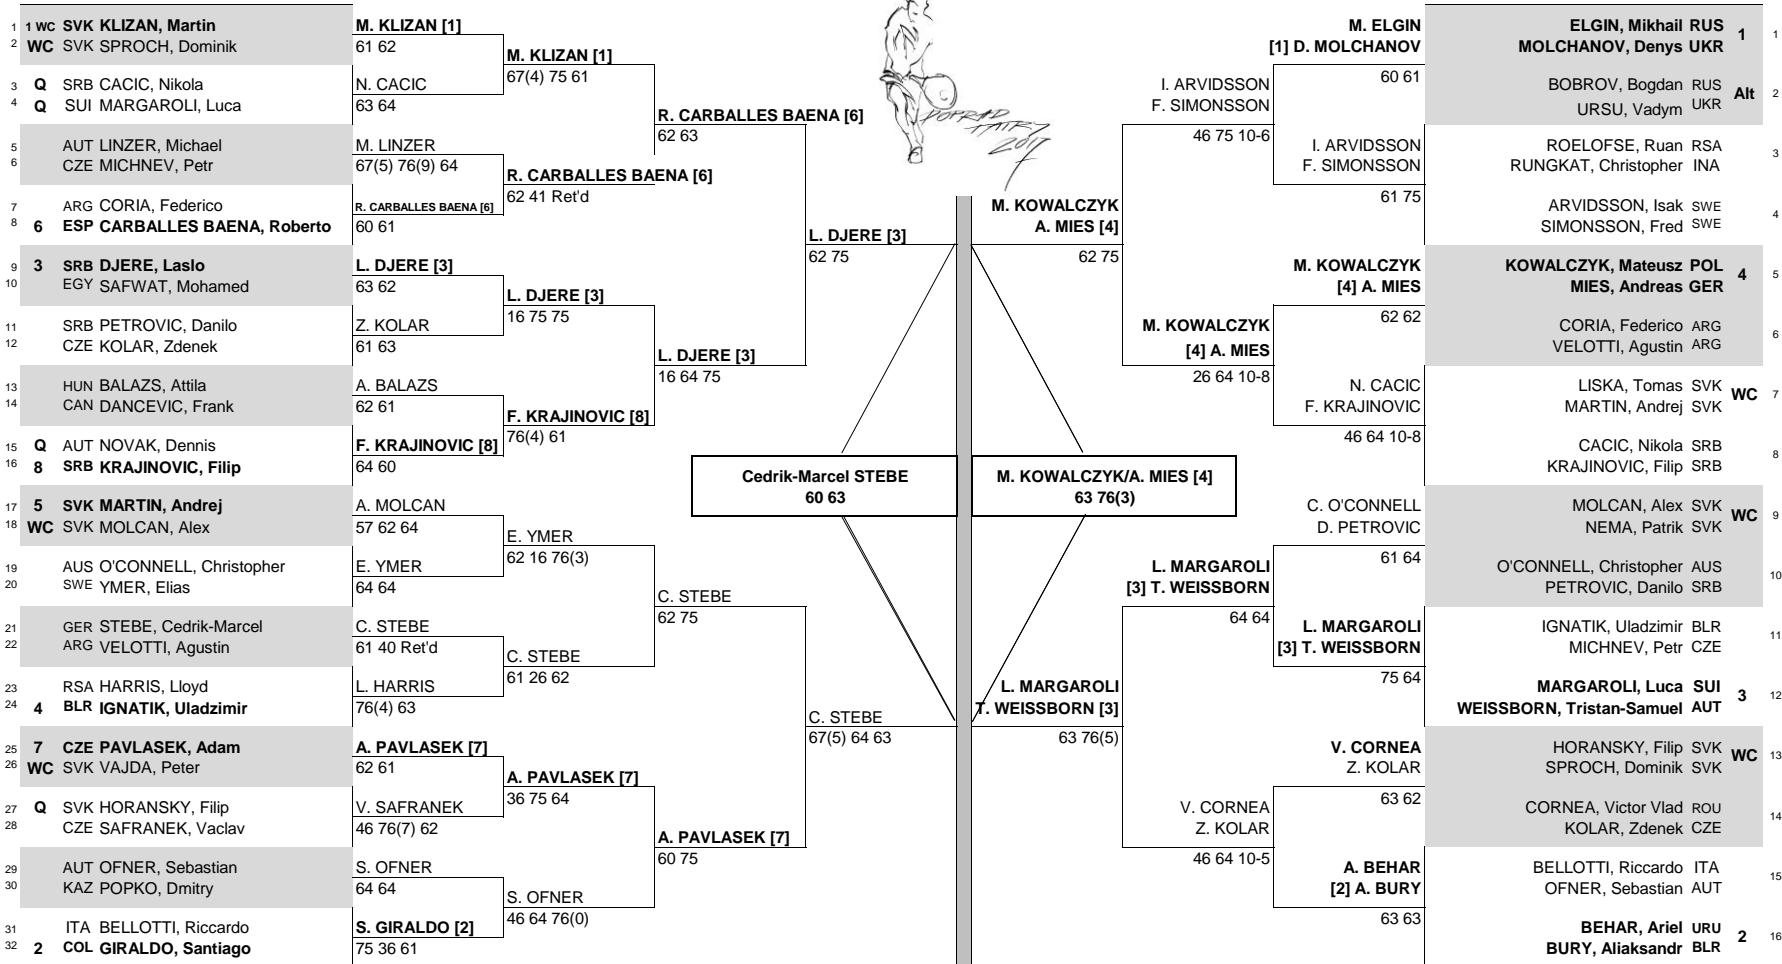 1 1 WC SVK KLIZAN, Martin
2 WC SVK SPROCH, Dominik
3 Q SRB CACIC, Nikola
4 Q SUI MARGAROLI, Luca
5 AUT LINZER, Michael
6 CZE MICHNEV, Petr
7 ARG CORIA, Federico
8 6 ESP CARBALLES BAENA, Roberto
9 3 SRB DJERE, Laslo
10 EGY SAFWAT, Mohamed
11 SRB PETROVIC, Danilo
12 CZE KOLAR, Zdenek
13 HUN BALAZS, Attila
14 CAN DANCEVIC, Frank
15 Q AUT NOVAK, Dennis
16 8 SRB KRAJINOVIC, Filip
17 5 SVK MARTIN, Andrej
18 WC SVK MOLCAN, Alex
19 AUS O'CONNELL, Christopher
20 SWE YMER, Elias
21 GER STEBE, Cedrik-Marcel
22 ARG VELOTTI, Agustin
23 RSA HARRIS, Lloyd
24 4 BLR IGNATIK, Uladzimir
25 7 CZE PAVLASEK, Adam
26 WC SVK VAJDA, Peter
27 Q SVK HORANSKY, Filip
28 CZE SAFRANEK, Vaclav
29 AUT OFNER, Sebastian
30 KAZ POPKO, Dmitry
31 ITA BELLOTTI, Riccardo
32 2 COL GIRALDO, Santiago
M. KLIZAN [1]
61 62
N. CACIC
63 64
M. LINZER
67(5) 76(9) 64
R. CARBALLES BAENA [6]
60 61
L. DJERE [3]
63 62
Z. KOLAR
61 63
A. BALAZS
62 61
F. KRAJINOVIC [8]
64 60
A. MOLCAN
57 62 64
E. YMER
64 64
C. STEBE
61 40 Ret'd
L. HARRIS
76(4) 63
A. PAVLASEK [7]
62 61
V. SAFRANEK
46 76(7) 62
S. OFNER
64 64
S. GIRALDO [2]
75 36 61
M. KLIZAN [1]
67(4) 75 61
R. CARBALLES BAENA [6]
62 41 Ret'd
L. DJERE [3]
16 75 75
F. KRAJINOVIC [8]
76(4) 61
E. YMER
62 16 76(3)
C. STEBE
61 26 62
A. PAVLASEK [7]
36 75 64
S. OFNER
46 64 76(0)
R. CARBALLES BAENA [6]
62 63
L. DJERE [3]
16 64 75
C. STEBE
62 75
A. PAVLASEK [7]
60 75
L. DJERE [3]
62 75
C. STEBE
67(5) 64 63
Cedrik-Marcel STEBE
60 63
POPRAD
TATRY
2017
M. KOWALCZYK/A. MIES [4]
63 76(3)
M. KOWALCZYK
A. MIES [4]
62 75
L. MARGAROLI
T. WEISSBORN [3]
63 76(5)
I. ARVIDSSON
F. SIMONSSON
46 75 10-6
M. KOWALCZYK
[4] A. MIES
26 64 10-8
L. MARGAROLI
[3] T. WEISSBORN
64 64
V. CORNEA
Z. KOLAR
46 64 10-5
M. ELGIN
[1] D. MOLCHANOV
60 61
I. ARVIDSSON
F. SIMONSSON
61 75
M. KOWALCZYK
[4] A. MIES
62 62
N. CACIC
F. KRAJINOVIC
46 64 10-8
C. O'CONNELL
D. PETROVIC
61 64
L. MARGAROLI
[3] T. WEISSBORN
75 64
V. CORNEA
Z. KOLAR
63 62
A. BEHAR
[2] A. BURY
63 63
ELGIN, Mikhail RUS
MOLCHANOV, Denys UKR
1 1
BOBROV, Bogdan RUS
URSU, Vadym UKR
Alt 2
ROELOFSE, Ruan RSA
RUNGKAT, Christopher INA
3
ARVIDSSON, Isak SWE
SIMONSSON, Fred SWE
4
KOWALCZYK, Mateusz POL
MIES, Andreas GER
4 5
CORIA, Federico ARG
VELOTTI, Agustin ARG
6
LISKA, Tomas SVK
MARTIN, Andrej SVK
WC 7
CACIC, Nikola SRB
KRAJINOVIC, Filip SRB
8
MOLCAN, Alex SVK
NEMA, Patrik SVK
WC 9
O'CONNELL, Christopher AUS
PETROVIC, Danilo SRB
10
IGNATIK, Uladzimir BLR
MICHNEV, Petr CZE
11
MARGAROLI, Luca SUI
WEISSBORN, Tristan-Samuel AUT
3 12
HORANSKY, Filip SVK
SPROCH, Dominik SVK
WC 13
CORNEA, Victor Vlad ROU
KOLAR, Zdenek CZE
14
BELLOTTI, Riccardo ITA
OFNER, Sebastian AUT
15
BEHAR, Ariel URU
BURY, Aliaksandr BLR
2 16